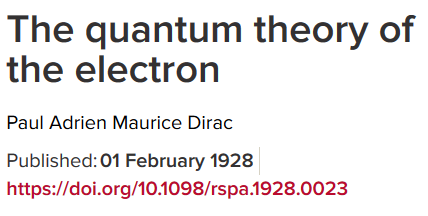 The quantum theory of
the electron
Paul Adrien Maurice Dirac
Published: 01 February 1928
https://doi.org/10.1098/rspa.1928.0023